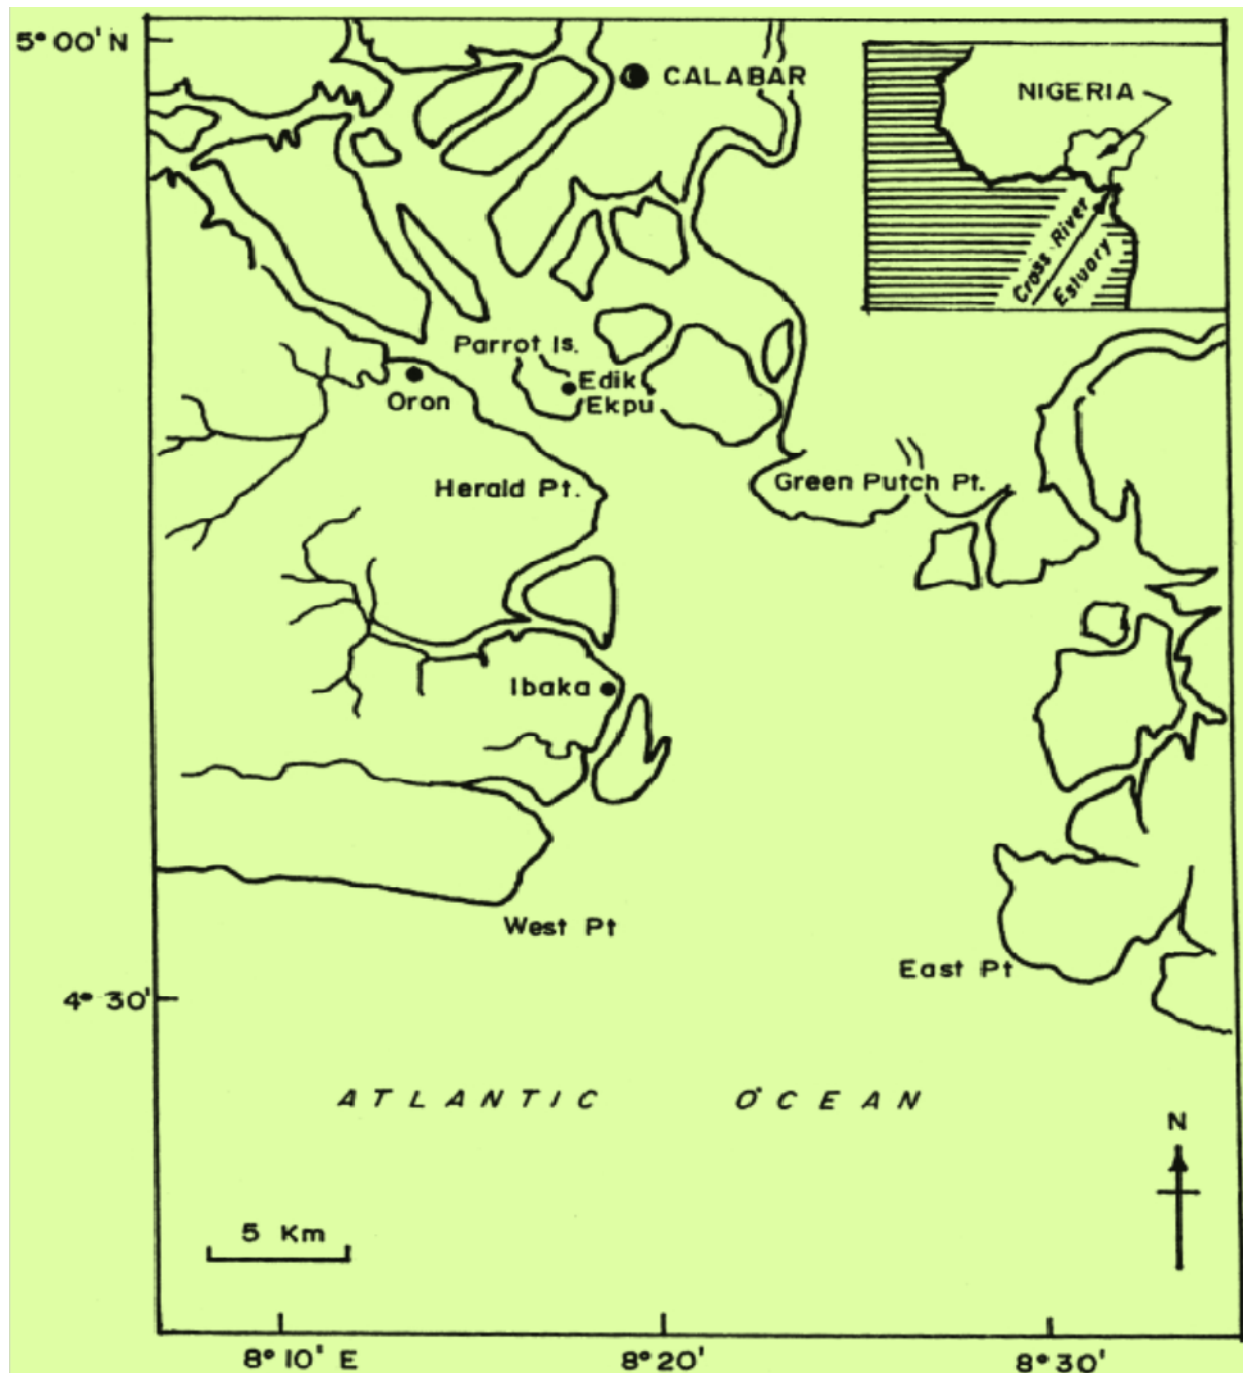 5° 00' N
CALABAR
NIGERIA
Cross River
Estuary
Parrot Is.
Edik
Ekpu
Oron
Herald Pt.
Green Putch Pt.
Ibaka
West Pt
East Pt
4° 30'
ATLANTIC OCEAN
N
5 Km
8° 10' E
8° 20'
8° 30'